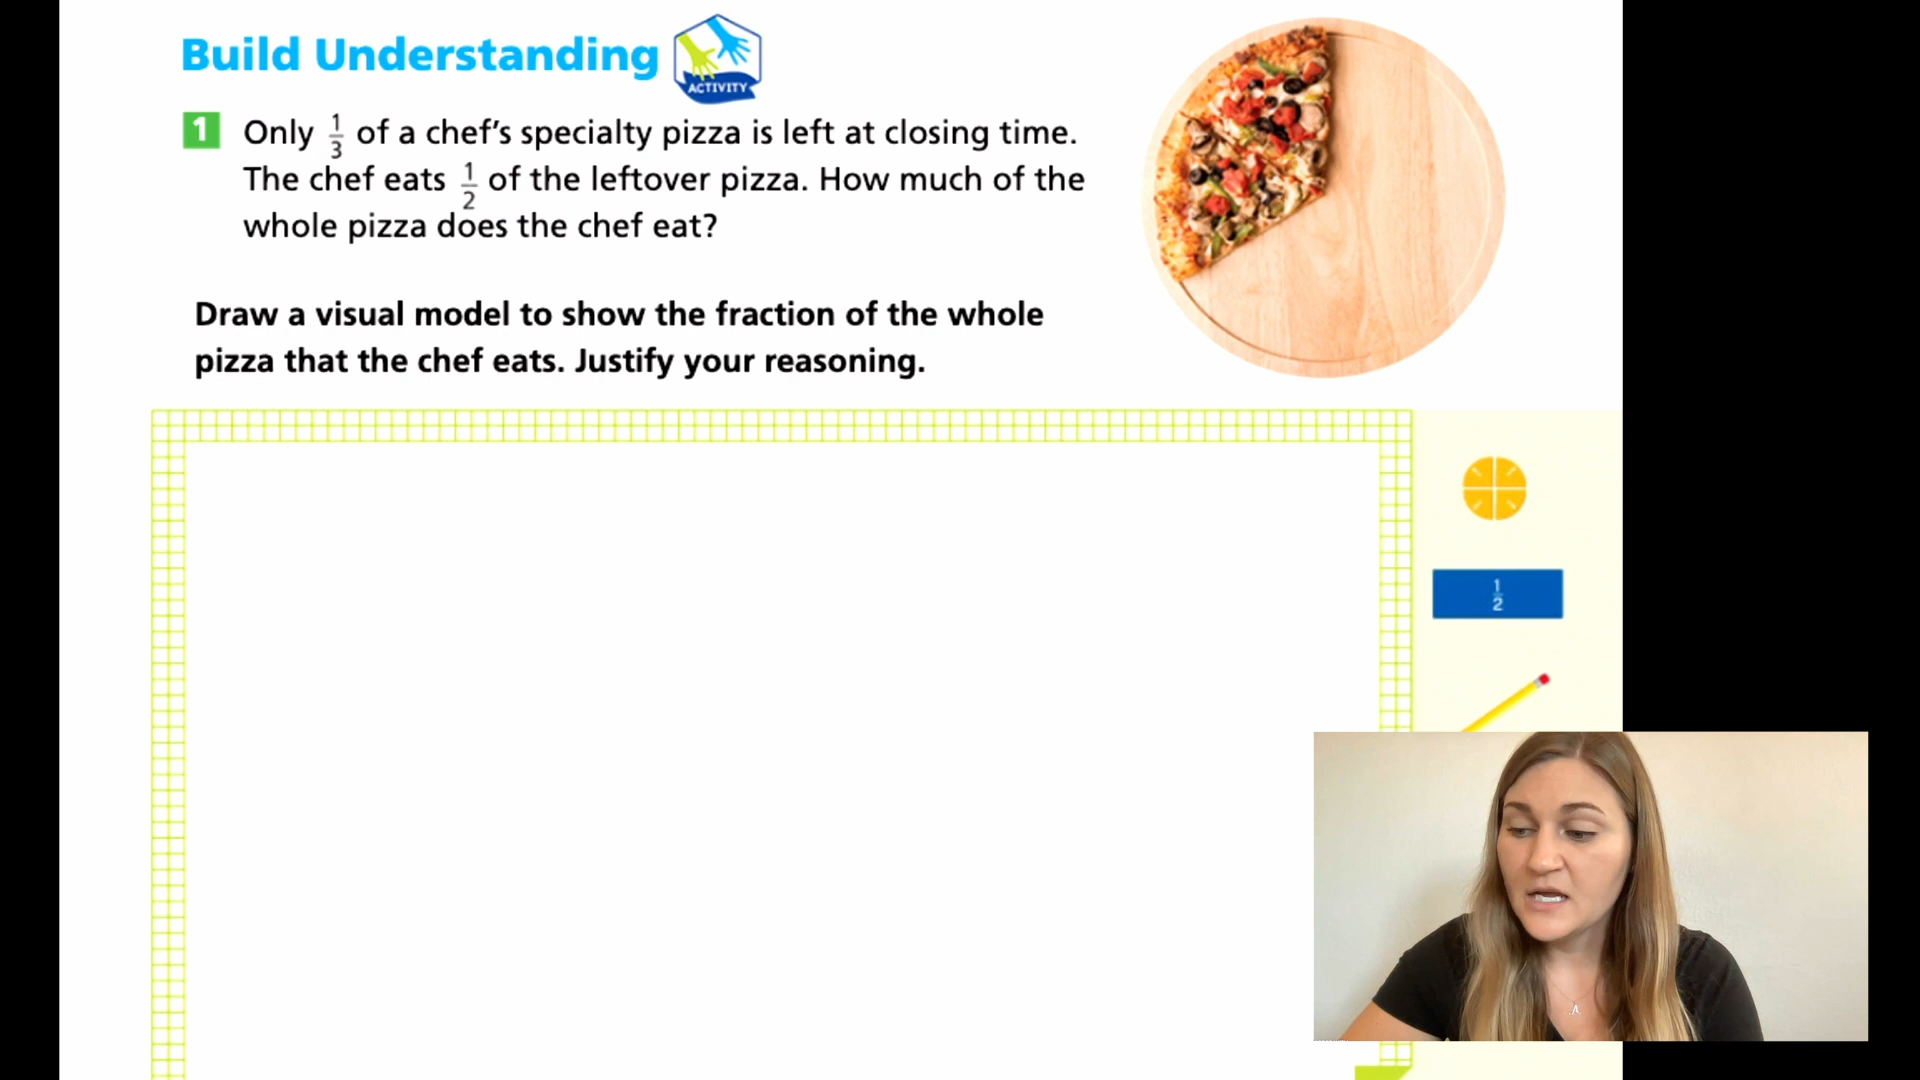 Build Understanding
ACTIVITY
1 Only 1/3 of a chef's specialty pizza is left at closing time.
The chef eats 1/2 of the leftover pizza. How much of the
whole pizza does the chef eat?
Draw a visual model to show the fraction of the whole
pizza that the chef eats. Justify your reasoning.
1/2
A